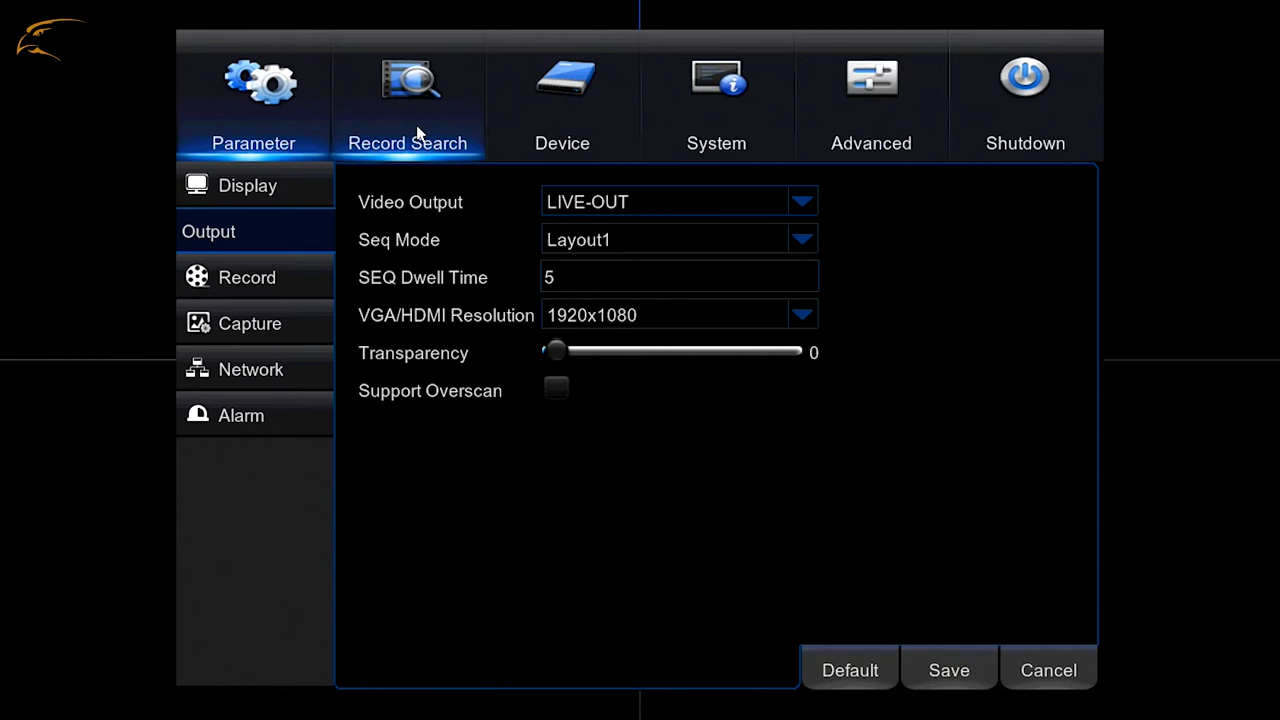 Parameter
Record Search
Device
System
Advanced
Shutdown
Display
Output
Record
Capture
Network
Alarm
Video Output LIVE-OUT
Seq Mode Layout1
SEQ Dwell Time 5
VGA/HDMI Resolution 1920x1080
Transparency 0
Support Overscan
Default Save Cancel